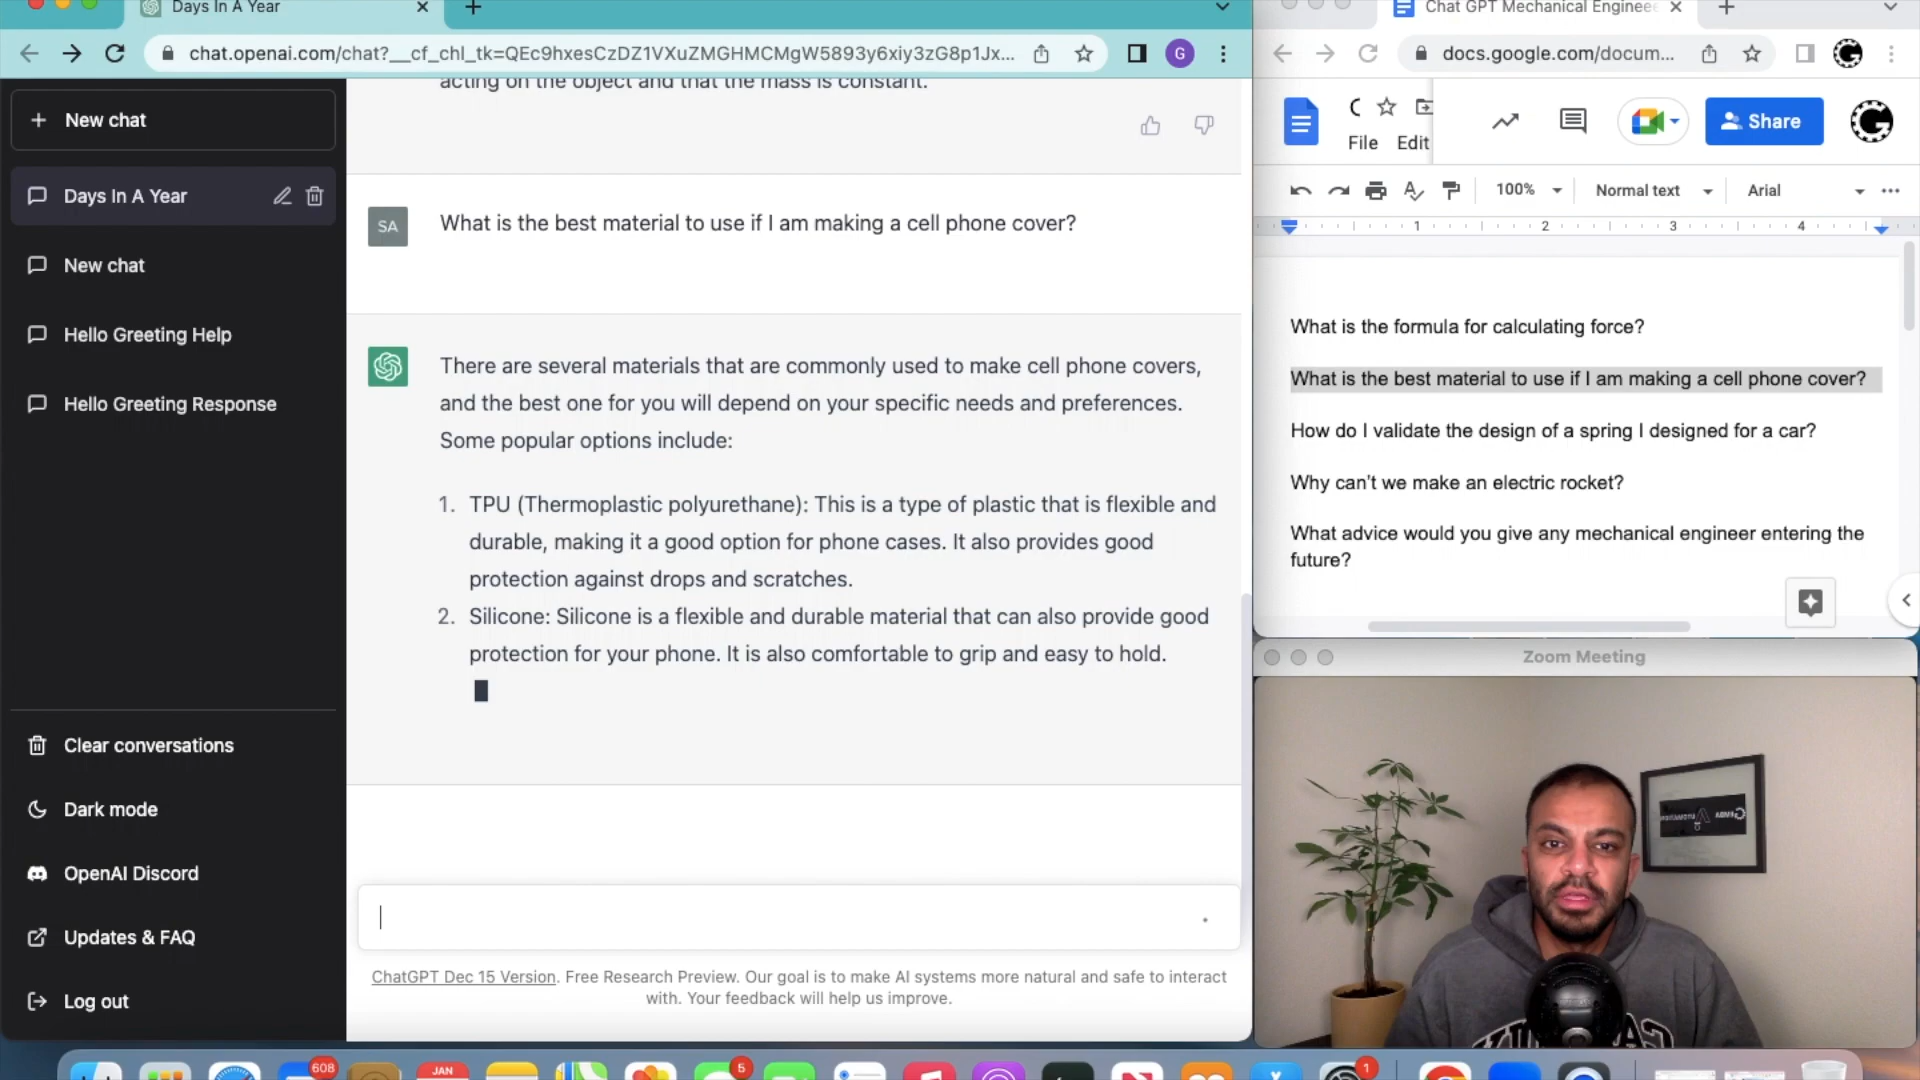 Days In A Year
chat.openai.com/chat?__cf_chl_tk=QEc9hxesCzDZ1VXuZMGHMCMgW5893y6xiy3zG8p1Jx...
G
New chat
Days In A Year
New chat
Hello Greeting Help
Hello Greeting Response
Clear conversations
Dark mode
OpenAI Discord
Updates & FAQ
Log out
acting on the object and that the mass is constant.
SA
What is the best material to use if I am making a cell phone cover?
There are several materials that are commonly used to make cell phone covers,
and the best one for you will depend on your specific needs and preferences.
Some popular options include:
1. TPU (Thermoplastic polyurethane): This is a type of plastic that is flexible and
durable, making it a good option for phone cases. It also provides good
protection against drops and scratches.
2. Silicone: Silicone is a flexible and durable material that can also provide good
protection for your phone. It is also comfortable to grip and easy to hold.
ChatGPT Dec 15 Version. Free Research Preview. Our goal is to make AI systems more natural and safe to interact
with. Your feedback will help us improve.
Chat GPT Mechanical Enginee
docs.google.com/docum...
C
File Edit
Share
100% Normal text Arial
1 2 3 4
What is the formula for calculating force?
What is the best material to use if I am making a cell phone cover?
How do I validate the design of a spring I designed for a car?
Why can't we make an electric rocket?
What advice would you give any mechanical engineer entering the
future?
Zoom Meeting
608
JAN
5
1